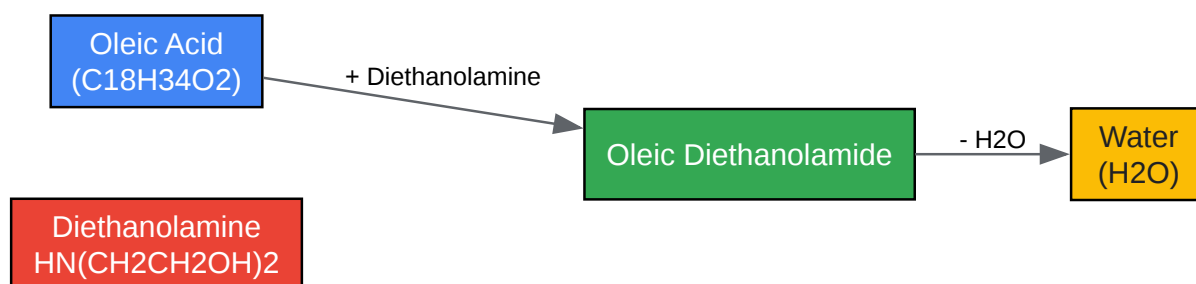 Oleic Acid
(C18H34O2)
+ Diethanolamine
Oleic Diethanolamide
- H2O
Water
(H2O)
Diethanolamine
HN(CH2CH2OH)2